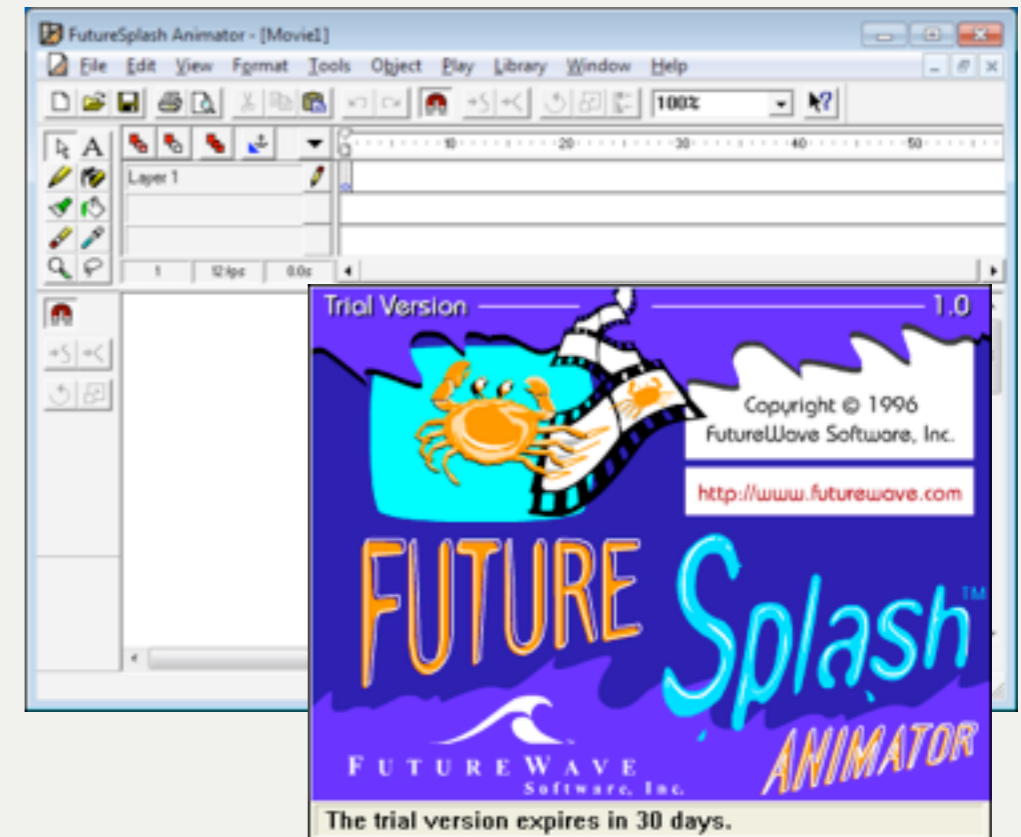 FutureSplash Animator - [Movie1]
File Edit View Format Tools Object Play Library Window Help
100%
10 20 30 40 50
Layer 1
1 12 fps 0.0s
Trial Version 1.0
Copyright © 1996
FutureWave Software, Inc.
http://www.futurewave.com
FUTURE Splash™
ANIMATOR
FUTUREWAVE
Software, Inc.
The trial version expires in 30 days.